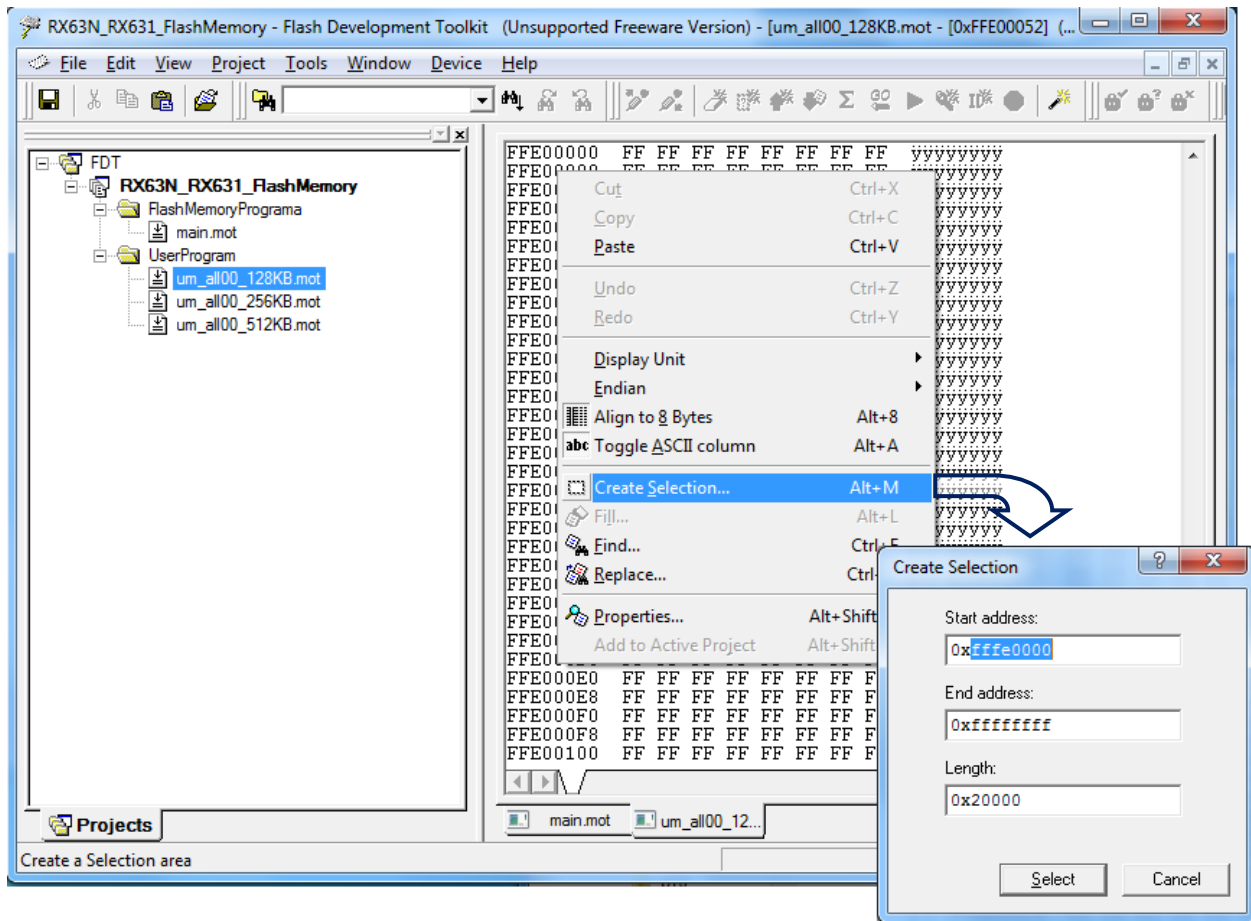 RX63N_RX631_FlashMemory - Flash Development Toolkit (Unsupported Freeware Version) - [um_all00_128KB.mot - [0xFFE00052] (...
File Edit View Project Tools Window Device Help
FDT
RX63N_RX631_FlashMemory
FlashMemoryPrograma
main.mot
UserProgram
um_all00_128KB.mot
um_all00_256KB.mot
um_all00_512KB.mot
Projects
FFE00000 FF FF FF FF FF FF FF FF ÿÿÿÿÿÿÿÿ
Cut Ctrl+X
Copy Ctrl+C
Paste Ctrl+V
Undo Ctrl+Z
Redo Ctrl+Y
Display Unit
Endian
Align to 8 Bytes Alt+8
abc Toggle ASCII column Alt+A
Create Selection... Alt+M
Fill... Alt+L
Find...
Replace...
Properties... Alt+Shift
Add to Active Project Alt+Shift
FFE000E0 FF FF FF FF FF FF FF F
FFE000E8 FF FF FF FF FF FF FF F
FFE000F0 FF FF FF FF FF FF FF F
FFE000F8 FF FF FF FF FF FF FF F
FFE00100 FF FF FF FF FF FF FF F
main.mot um_all00_12...
Create a Selection area
Create Selection
Start address:
0xfffe0000
End address:
0xffffffff
Length:
0x20000
Select Cancel